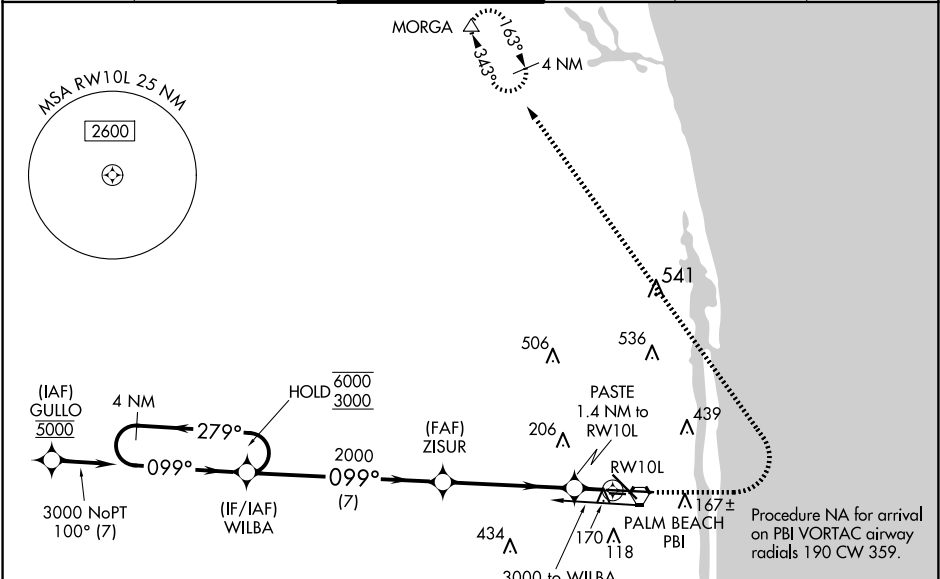 MORGA
163°
343°
4 NM
MSA RW10L 25 NM
2600
541
506
536
(IAF)
GULLO
5000
4 NM
HOLD
6000
3000
279°
099°
(FAF)
ZISUR
PASTE
1.4 NM to
RW10L
206
439
2000
099°
(7)
RW10L
3000 NoPT
100° (7)
(IF/IAF)
WILBA
434
170
118
PALM BEACH
PBI
167±
Procedure NA for arrival
on PBI VORTAC airway
radials 190 CW 359.
3000 to WILBA